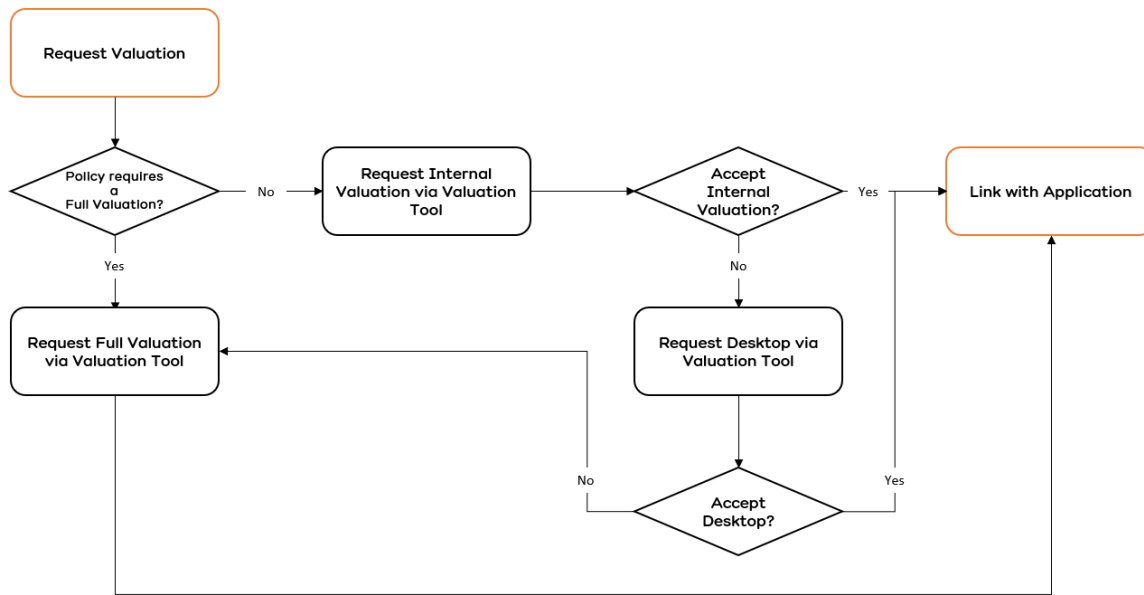 Request Valuation
Policy requires
a
Full Valuation?
No
Request Internal
Valuation via Valuation
Tool
Accept
Internal
Valuation?
Yes
Link with Application
Yes
No
Request Full Valuation
via Valuation Tool
Request Desktop via
Valuation Tool
No
Yes
Accept
Desktop?